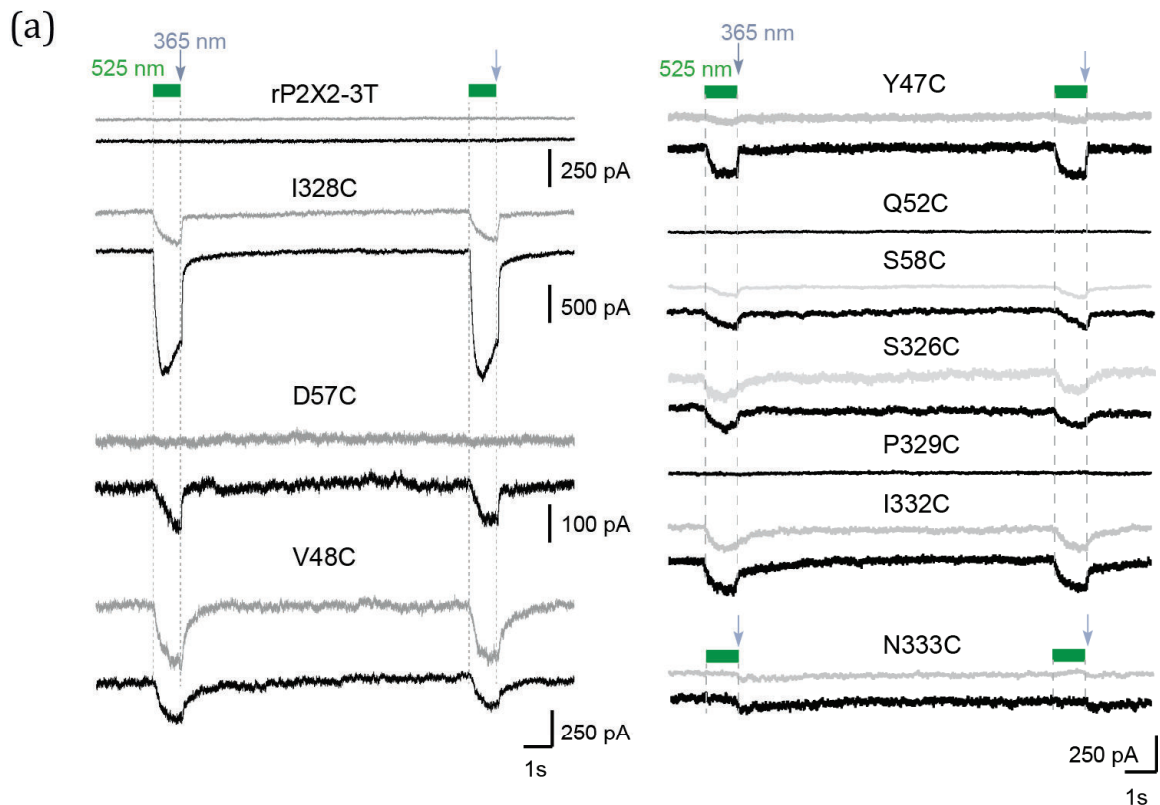 (a)
365 nm
525 nm
rP2X2-3T
250 pA
I328C
500 pA
D57C
100 pA
V48C
250 pA
1s
365 nm
525 nm
Y47C
Q52C
S58C
S326C
P329C
I332C
N333C
250 pA
1s